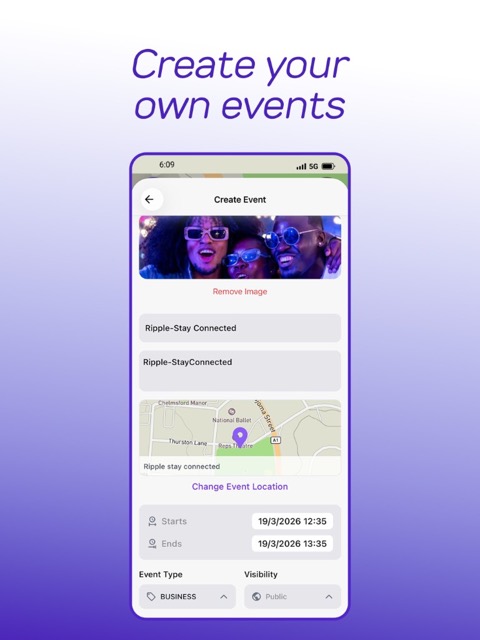 Create your
own events
6:09
5G
Create Event
Remove Image
Ripple-Stay Connected
Ripple-StayConnected
Chelmsford Manor
National Ballet
Thurston Lane
Reps Theatre
A1
Ripple stay connected
Change Event Location
Starts 19/3/2026 12:35
Ends 19/3/2026 13:35
Event Type Visibility
BUSINESS Public